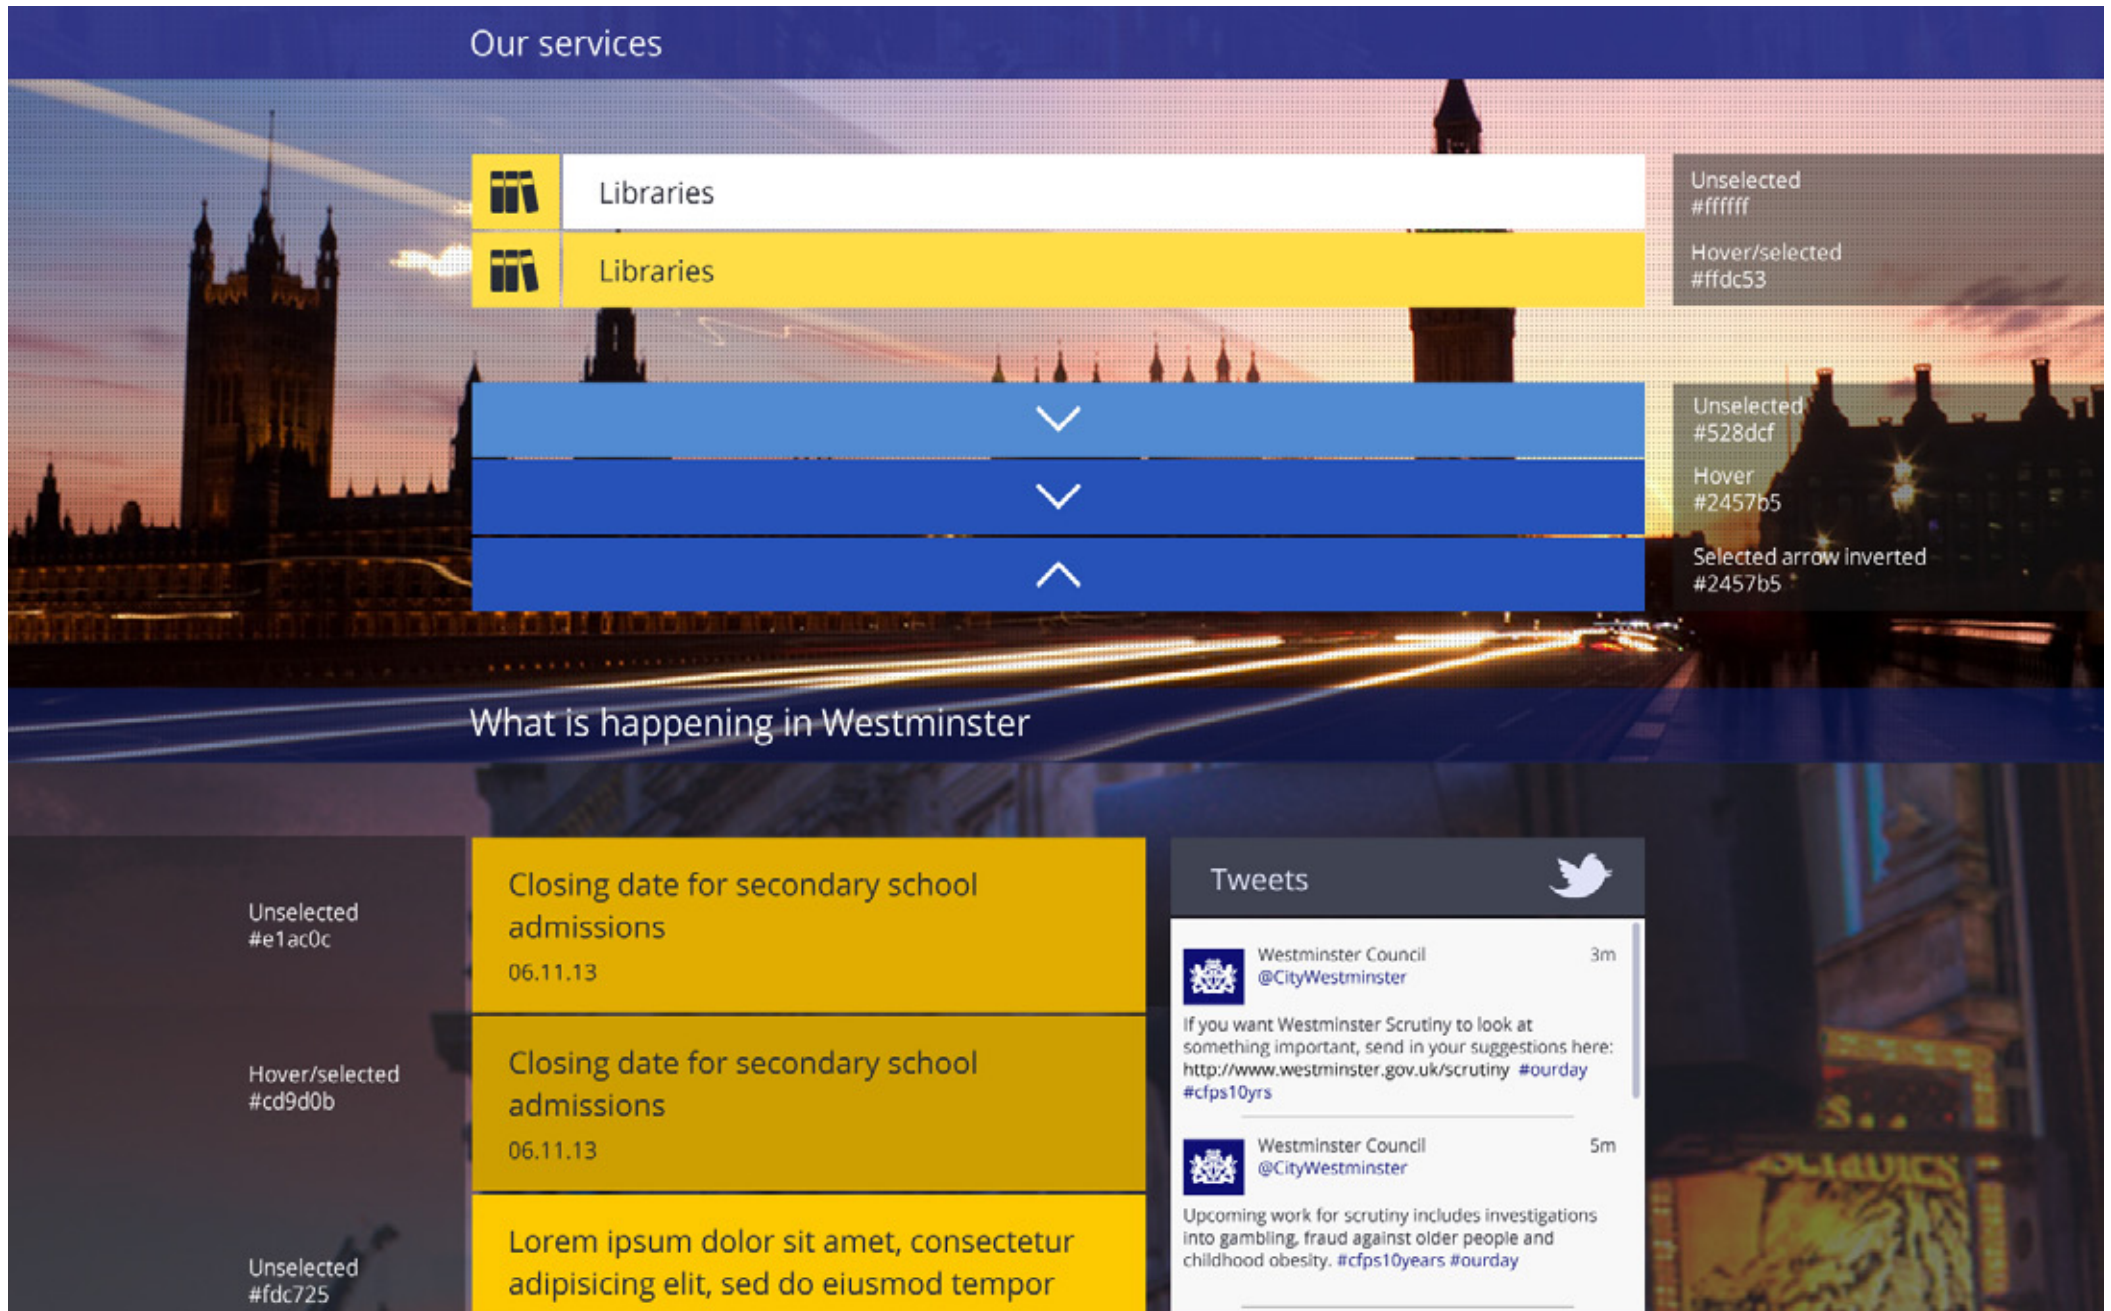 Our services
Libraries
Unselected
#ffffff
Libraries
Hover/selected
#ffdc53
Unselected
#528dcf
Hover
#2457b5
Selected arrow inverted
#2457b5
What is happening in Westminster
Unselected
#e1ac0c
Closing date for secondary school
admissions
06.11.13
Hover/selected
#cd9d0b
Closing date for secondary school
admissions
06.11.13
Unselected
#fdc725
Lorem ipsum dolor sit amet, consectetur
adipisicing elit, sed do eiusmod tempor
Tweets
Westminster Council 3m
@CityWestminster
If you want Westminster Scrutiny to look at
something important, send in your suggestions here:
http://www.westminster.gov.uk/scrutiny #ourday
#cfps10yrs
Westminster Council 5m
@CityWestminster
Upcoming work for scrutiny includes investigations
into gambling, fraud against older people and
childhood obesity. #cfps10years #ourday